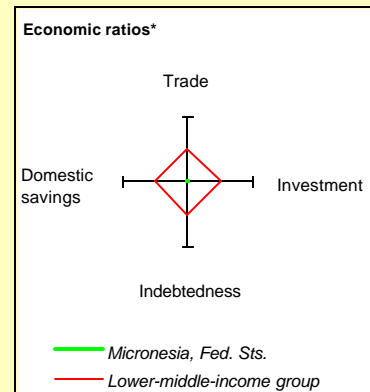 Economic ratios*
Trade
Domestic
savings
Investment
Indebtedness
Micronesia, Fed. Sts.
Lower-middle-income group